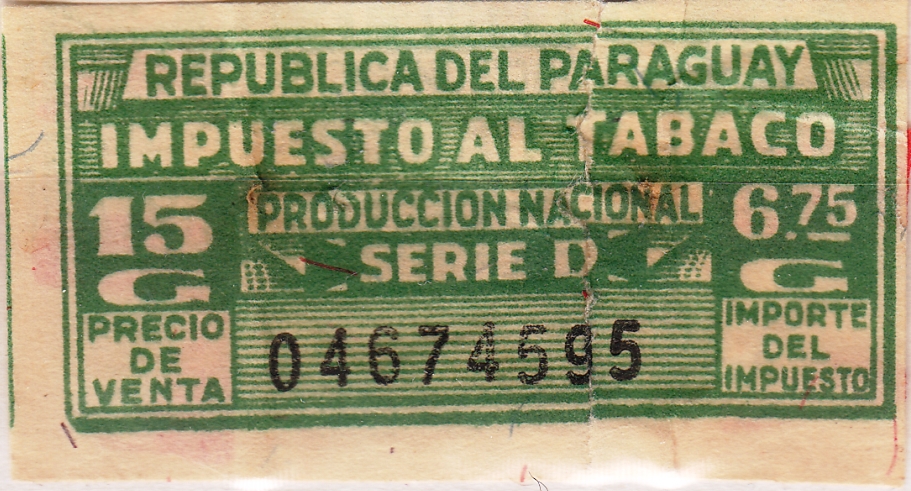 REPUBLICA DEL PARAGUAY
IMPUESTO AL TABACO
15
G
PRECIO
DE
VENTA
PRODUCCION NACIONAL
SERIE D
04674595
6.75
G
IMPORTE
DEL
IMPUESTO